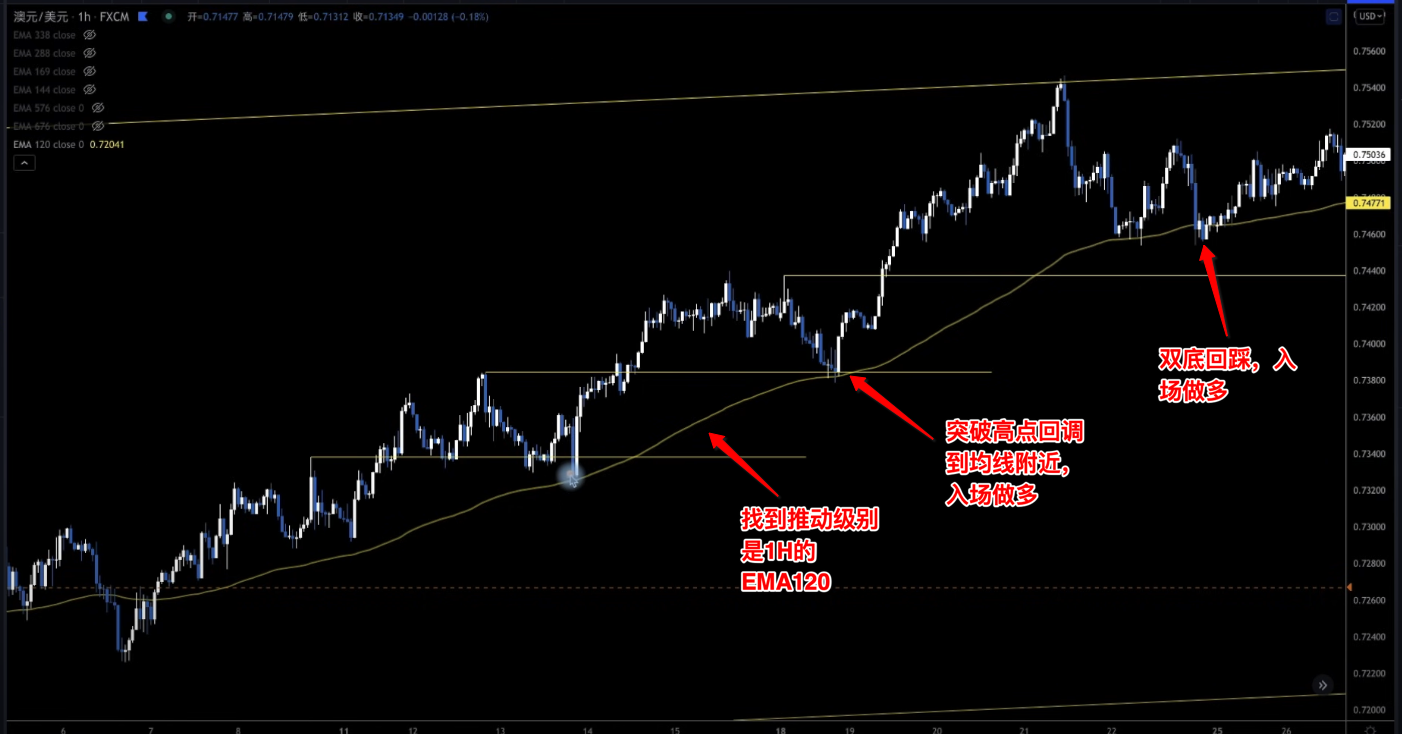 澳元/美元 · 1h · FXCM 开=0.71477 高=0.71479 低=0.71312 收=0.71349 −0.00128 (−0.18%)
USD
EMA 338 close
EMA 288 close
EMA 169 close
EMA 144 close
EMA 576 close 0
EMA 676 close 0
EMA 120 close 0 0.72041
0.75600
0.75400
0.75200
0.75036
0.74771
0.74600
0.74400
0.74200
0.74000
0.73800
0.73600
0.73400
0.73200
0.73000
0.72800
0.72600
0.72400
0.72200
0.72000
双底回踩，入
场做多
突破高点回调
到均线附近，
入场做多
找到推动级别
是1H的
EMA120
6 7 8 11 12 13 14 15 18 19 20 21 22 25 26